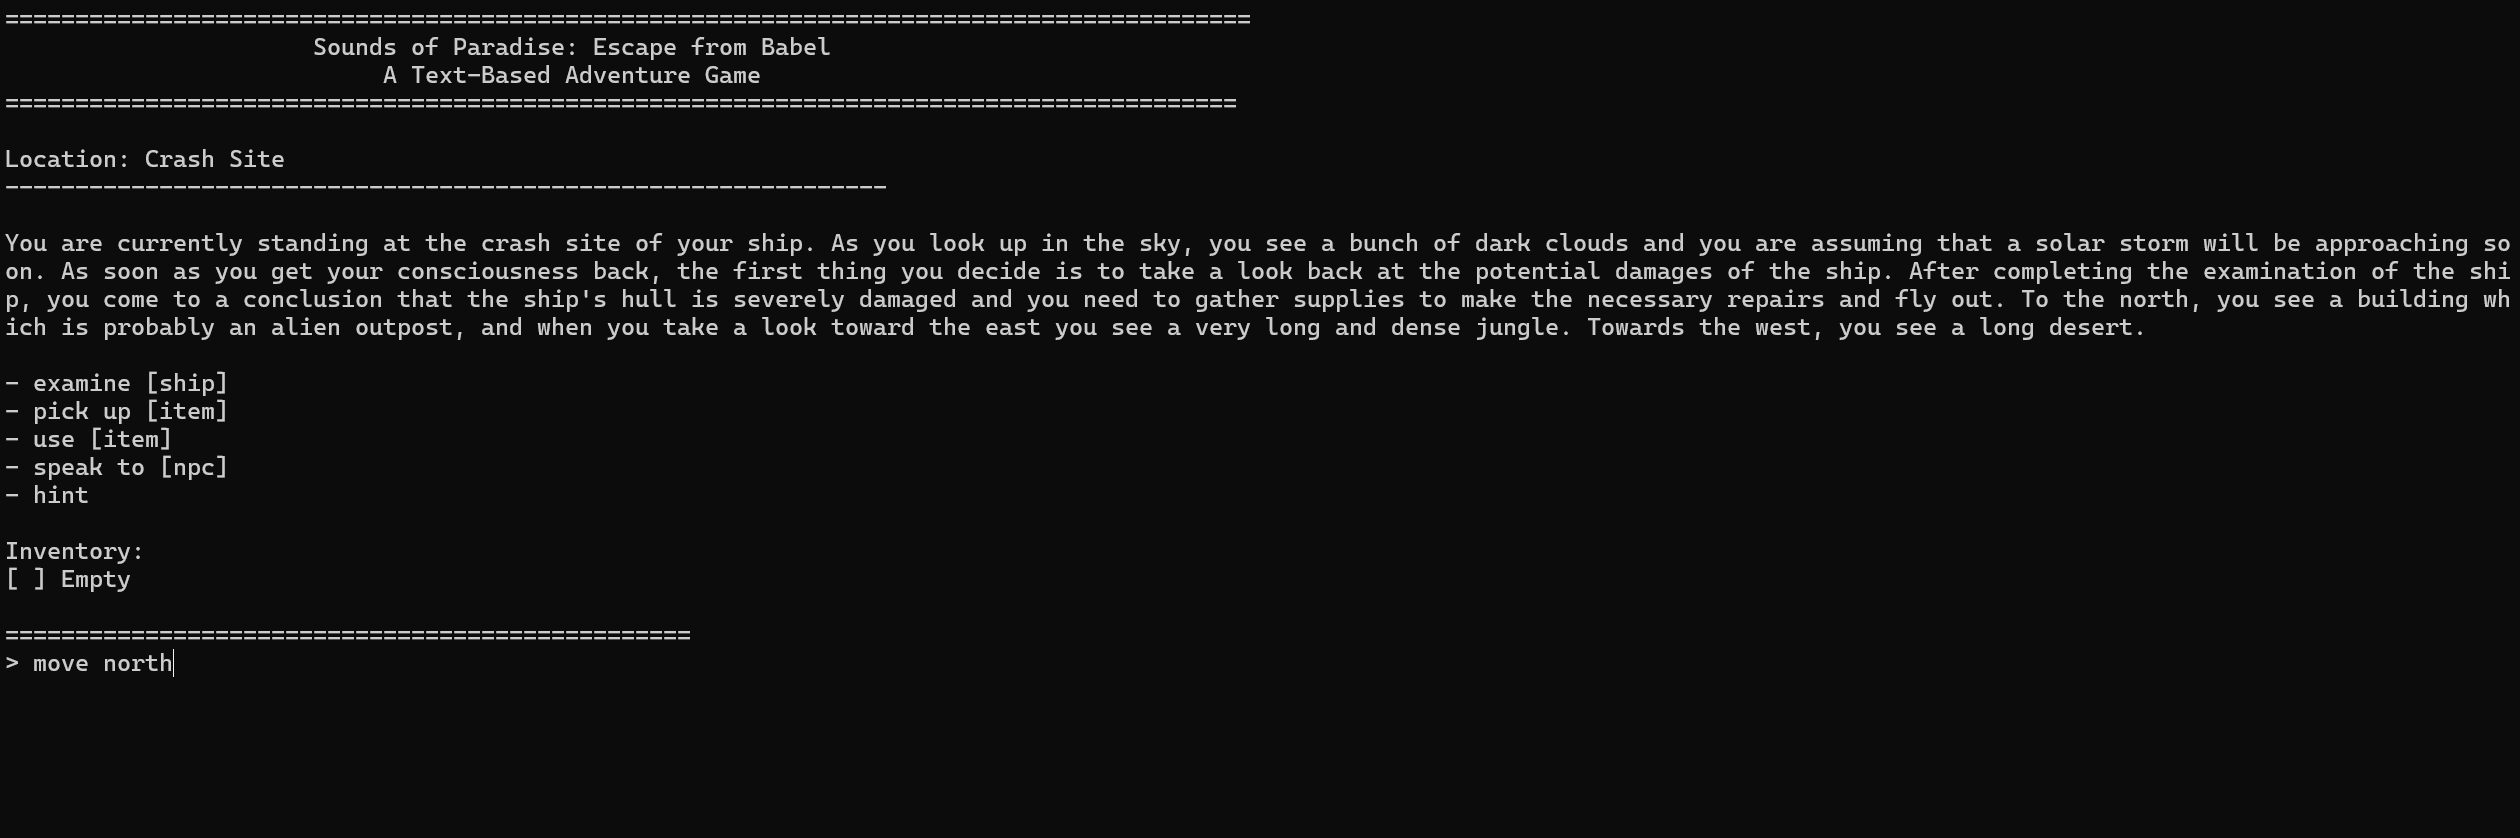 =========================================================================================
Sounds of Paradise: Escape from Babel
A Text-Based Adventure Game
========================================================================================
Location: Crash Site
---------------------------------------------------------------
You are currently standing at the crash site of your ship. As you look up in the sky, you see a bunch of dark clouds and you are assuming that a solar storm will be approaching so
on. As soon as you get your consciousness back, the first thing you decide is to take a look back at the potential damages of the ship. After completing the examination of the shi
p, you come to a conclusion that the ship's hull is severely damaged and you need to gather supplies to make the necessary repairs and fly out. To the north, you see a building wh
ich is probably an alien outpost, and when you take a look toward the east you see a very long and dense jungle. Towards the west, you see a long desert.
- examine [ship]
- pick up [item]
- use [item]
- speak to [npc]
- hint
Inventory:
[ ] Empty
=================================================
> move north